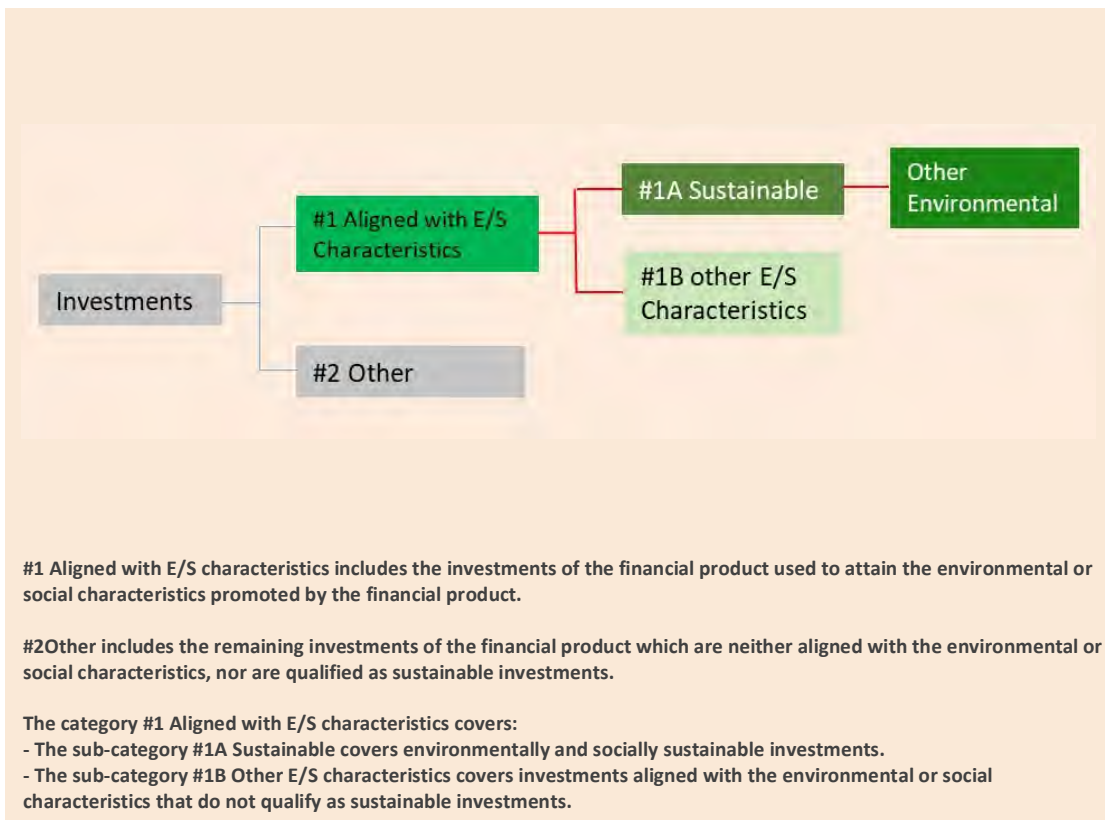 Other
Environmental
#1A Sustainable
#1 Aligned with E/S
Characteristics
#1B other E/S
Characteristics
Investments
#2 Other
#1 Aligned with E/S characteristics includes the investments of the financial product used to attain the environmental or
social characteristics promoted by the financial product.
#2Other includes the remaining investments of the financial product which are neither aligned with the environmental or
social characteristics, nor are qualified as sustainable investments.
The category #1 Aligned with E/S characteristics covers:
- The sub-category #1A Sustainable covers environmentally and socially sustainable investments.
- The sub-category #1B Other E/S characteristics covers investments aligned with the environmental or social
characteristics that do not qualify as sustainable investments.